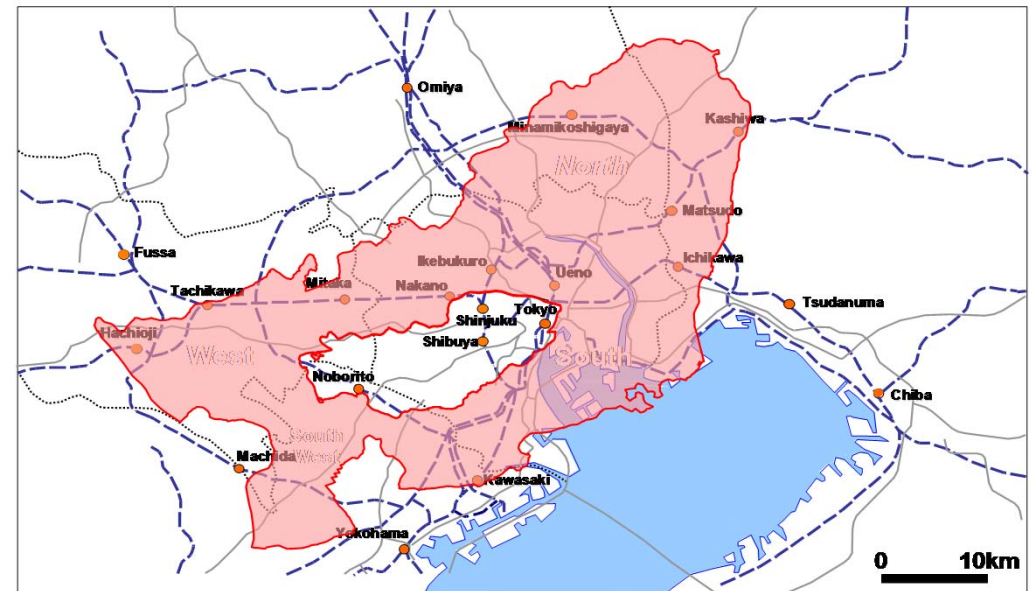 Omiya
Minamikoshigaya
Kashiwa
North
Matsudo
Fussa
Ikebukuro
Ueno
Ichikawa
Tachikawa
Mitaka
Nakano
Tsudanuma
Shinjuku
Tokyo
Hachioji
West
Shibuya
South
Noborito
Chiba
South
West
Machida
Kawasaki
Yokohama
0 10km